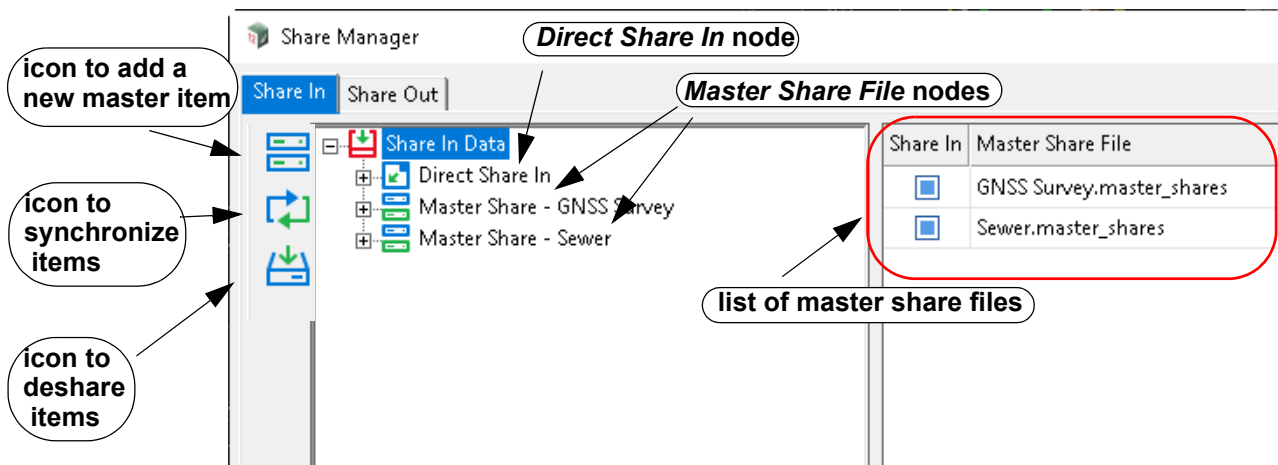 Share Manager
Direct Share In node
icon to add a
new master item
Share In
Share Out
Master Share File nodes
Share In Data
Direct Share In
Master Share - GNSS Survey
Master Share - Sewer
Share In
Master Share File
GNSS Survey.master_shares
Sewer.master_shares
icon to
synchronize
items
list of master share files
icon to
deshare
items